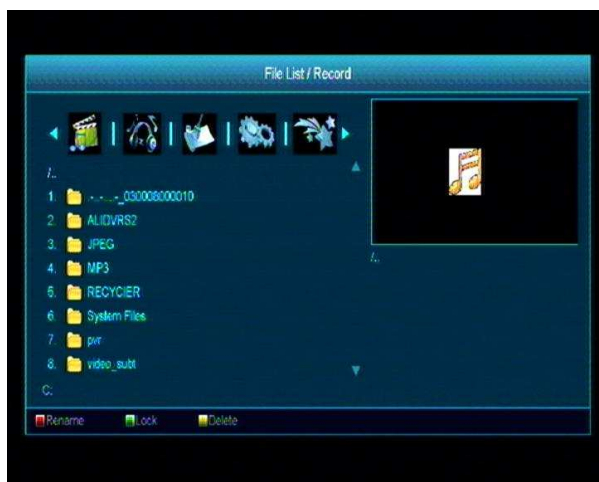 File List / Record
/..
1. .-.-...-_030008000010
2. ALIDVRS2
3. JPEG
4. MP3
5. RECYCIER
6. System Files
7. pvr
8. video_subt
/..
C:
Rename Lock Delete